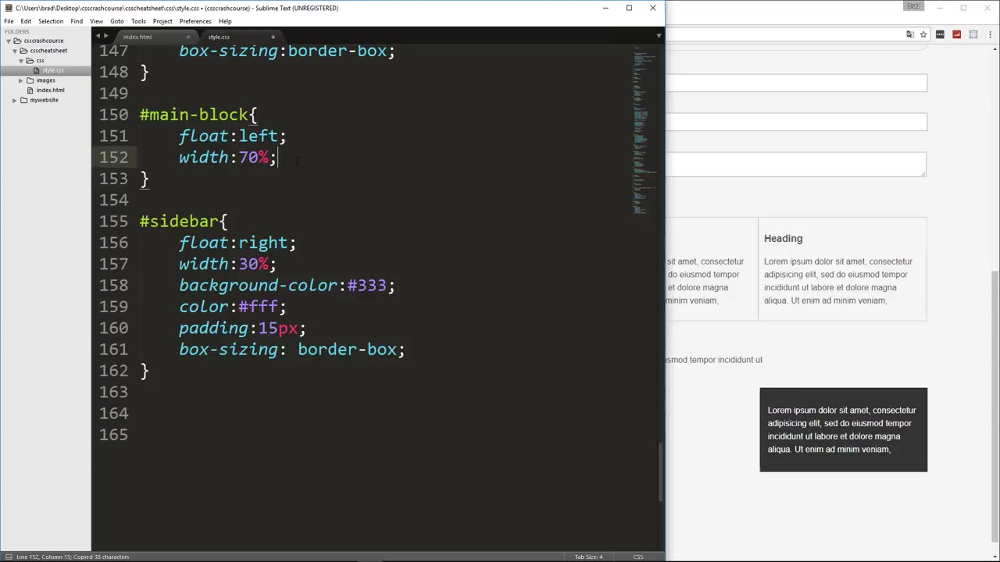 C:\Users\brad\Desktop\csscrashcourse\csscheatsheet\css\style.css • (csscrashcourse) - Sublime Text (UNREGISTERED)
Brad
File Edit Selection Find View Goto Tools Project Preferences Help
FOLDERS
csscrashcourse
csscheatsheet
css
style.css
images
index.html
mywebsite
index.html
style.css
147 box-sizing:border-box;
148 }
149
150 #main-block{
151 float:left;
152 width:70%;
153 }
154
155 #sidebar{
156 float:right;
157 width:30%;
158 background-color:#333;
159 color:#fff;
160 padding:15px;
161 box-sizing: border-box;
162 }
163
164
165
sit amet, consectetur
do eiusmod tempor
et dolore magna
minim veniam,
Heading
Lorem ipsum dolor sit amet, consectetur
adipisicing elit, sed do eiusmod tempor
incididunt ut labore et dolore magna
aliqua. Ut enim ad minim veniam,
tempor incididunt ut
Lorem ipsum dolor sit amet, consectetur
adipisicing elit, sed do eiusmod tempor
incididunt ut labore et dolore magna
aliqua. Ut enim ad minim veniam,
Line 152, Column 15; Copied 38 characters
Tab Size: 4
CSS